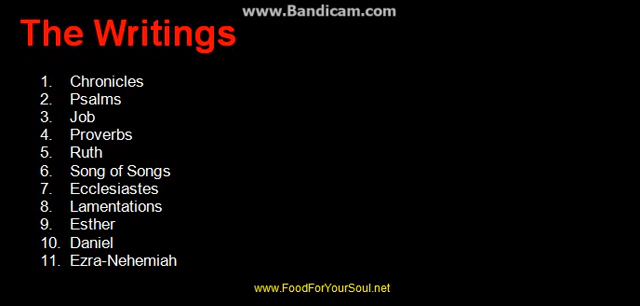 www.Bandicam.com
The Writings
1. Chronicles
2. Psalms
3. Job
4. Proverbs
5. Ruth
6. Song of Songs
7. Ecclesiastes
8. Lamentations
9. Esther
10. Daniel
11. Ezra-Nehemiah
www.FoodForYourSoul.net